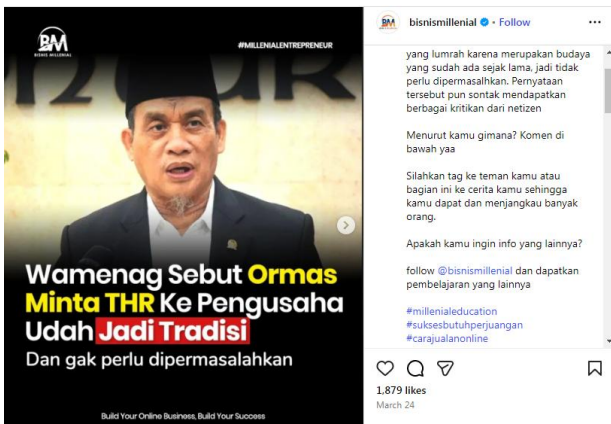 BM
BISNIS MILLENIAL
#MILLENIALENTREPRENEUR
Wamenag Sebut Ormas
Minta THR Ke Pengusaha
Udah Jadi Tradisi
Dan gak perlu dipermasalahkan
Build Your Online Business, Build Your Success
bisnismillenial • Follow
yang lumrah karena merupakan budaya
yang sudah ada sejak lama, jadi tidak
perlu dipermasalhkan. Pernyataan
tersebut pun sontak mendapatkan
berbagai kritikan dari netizen
Menurut kamu gimana? Komen di
bawah yaa
Silahkan tag ke teman kamu atau
bagian ini ke cerita kamu sehingga
kamu dapat dan menjangkau banyak
orang.
Apakah kamu ingin info yang lainnya?
follow @bisnismillenial dan dapatkan
pembelajaran yang lainnya
#millenialeducation
#suksesbutuhperjuangan
#carajualanonline
1,879 likes
March 24